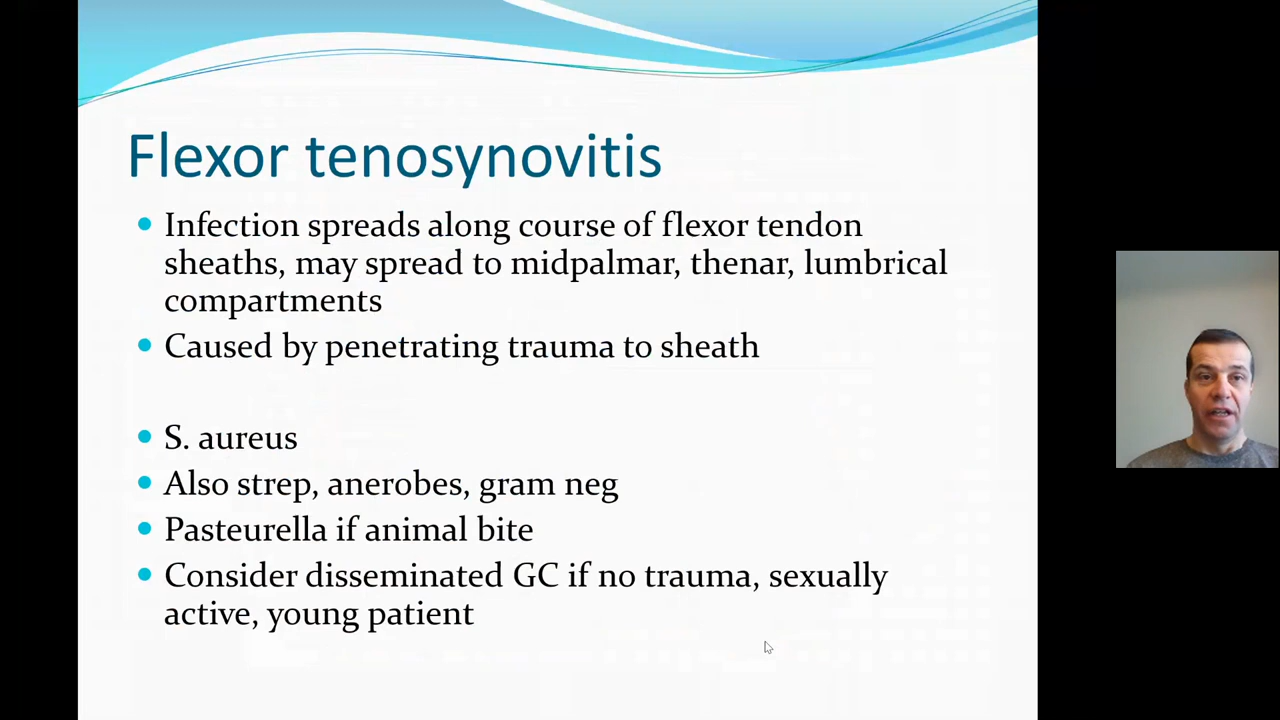 Flexor tenosynovitis
• Infection spreads along course of flexor tendon
sheaths, may spread to midpalmar, thenar, lumbrical
compartments
• Caused by penetrating trauma to sheath
• S. aureus
• Also strep, anerobes, gram neg
• Pasteurella if animal bite
• Consider disseminated GC if no trauma, sexually
active, young patient